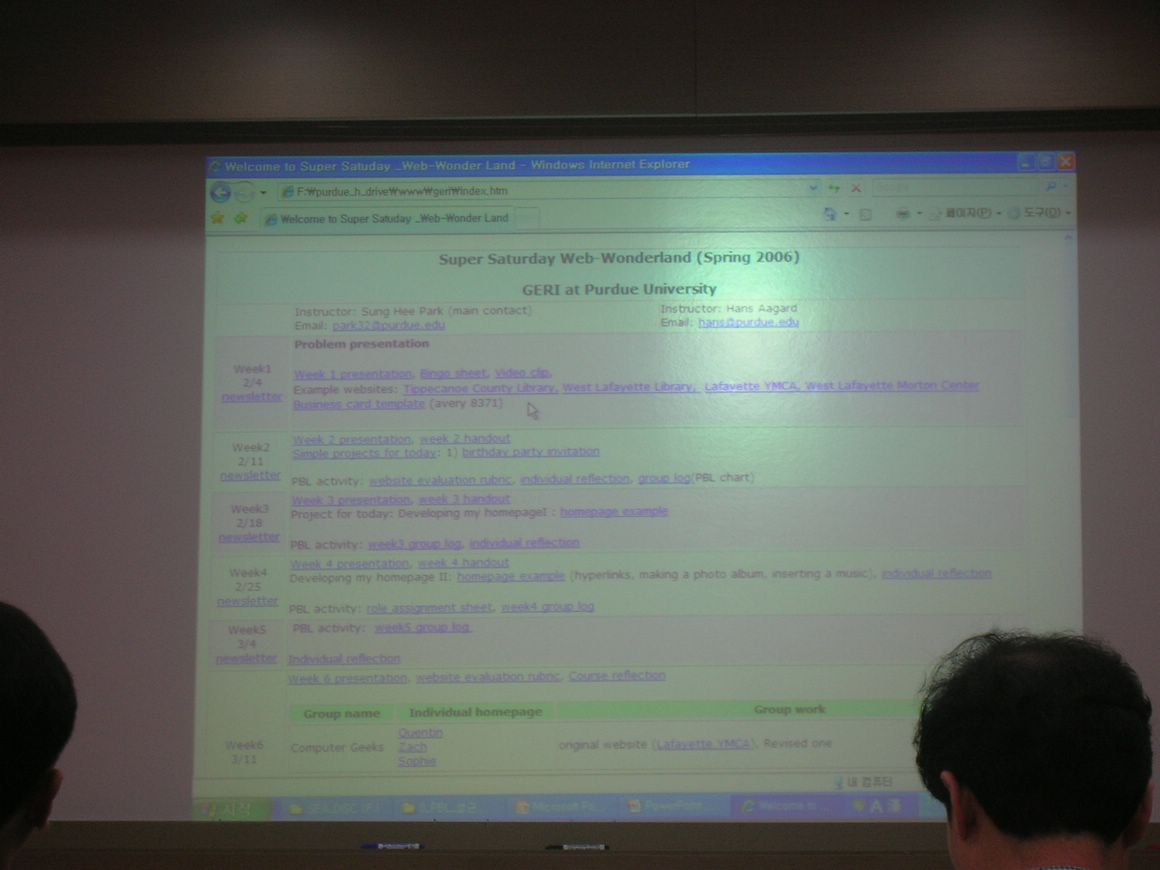 Welcome to Super Satuday _Web-Wonder Land - Windows Internet Explorer
F:₩purdue_h_drive₩www₩geri₩index.htm
Welcome to Super Satuday _Web-Wonder Land
페이지(P) 도구(O)
Super Saturday Web-Wonderland (Spring 2006)
GERI at Purdue University
Instructor: Sung Hee Park (main contact) Instructor: Hans Aagard
Email: park32@purdue.edu Email: hans@purdue.edu
Week1
2/4
newsletter
Problem presentation
Week 1 presentation, Bingo sheet, Video clip,
Example websites: Tippecanoe County Library, West Lafayette Library, Lafayette YMCA, West Lafayette Morton Center
Business card template (avery 8371)
Week2
2/11
newsletter
Week 2 presentation, week 2 handout
Simple projects for today: 1) birthday party invitation
PBL activity: website evaluation rubric, individual reflection, group log(PBL chart)
Week3
2/18
newsletter
Week 3 presentation, week 3 handout
Project for today: Developing my homepageI : homepage example
PBL activity: week3 group log, individual reflection
Week4
2/25
newsletter
Week 4 presentation, week 4 handout
Developing my homepage II: homepage example (hyperlinks, making a photo album, inserting a music), individual reflection
PBL activity: role assignment sheet, week4 group log
Week5
3/4
newsletter
PBL activity: week5 group log
Individual reflection
Week6
3/11
Week 6 presentation, website evaluation rubric, Course reflection
Group name Individual homepage Group work
Computer Geeks
Quentin
Zach
Sophie
original website (Lafayette YMCA), Revised one
내 컴퓨터
시작 Microsoft Po... PowerPoint... Welcome to ... A 漢